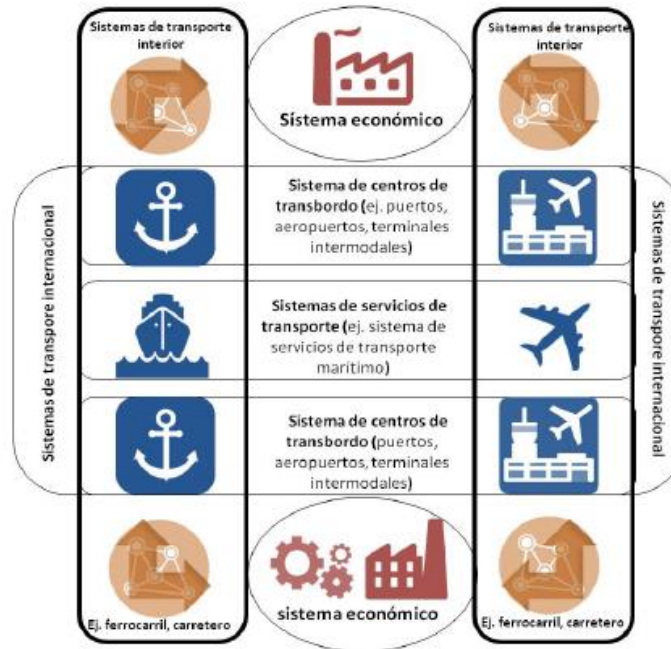 Sistemas de transporte
interior
Sistema económico
Sistemas de transporte
interior
Sistemas de transpore internacional
Sistema de centros de
transbordo (ej. puertos,
aeropuertos, terminales
intermodales)
Sistemas de servicios de
transporte (ej. sistema de
servicios de transporte
marítimo)
Sistema de centros de
transbordo (puertos,
aeropuertos, terminales
intermodales)
Sistemas de transpore internacional
Ej. ferrocarril, carretero
sistema económico
Ej. ferrocarril, carretero